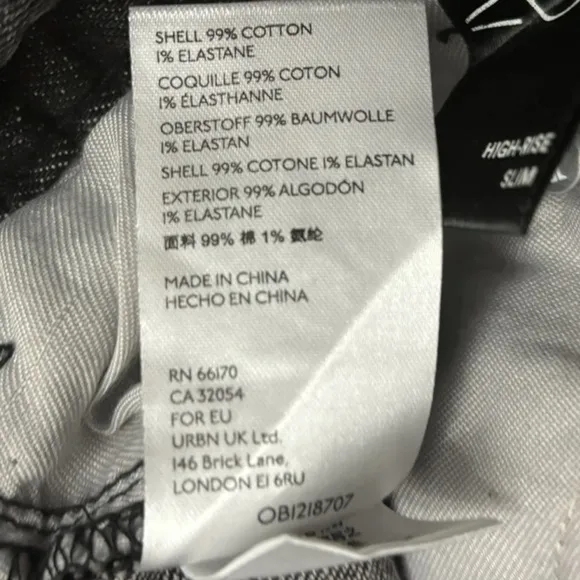 SHELL 99% COTTON
1% ELASTANE
COQUILLE 99% COTON
1% ÉLASTHANNE
OBERSTOFF 99% BAUMWOLLE
1% ELASTAN
SHELL 99% COTONE 1% ELASTAN
EXTERIOR 99% ALGODÓN
1% ELASTANE
面料 99% 棉 1% 氨纶
MADE IN CHINA
HECHO EN CHINA
RN 66170
CA 32054
FOR EU
URBN UK Ltd.
146 Brick Lane,
LONDON E1 6RU
OB1218707
HIGH-RISE
SLIM